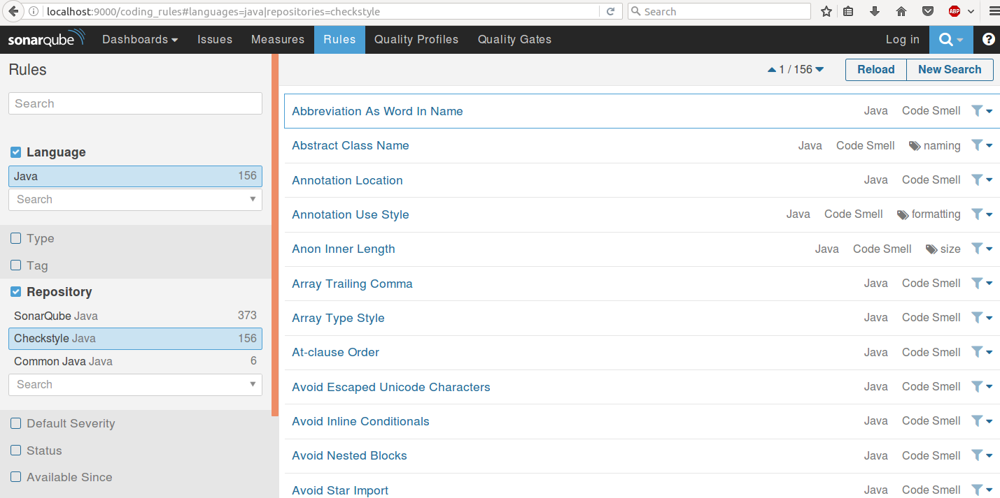 localhost:9000/coding_rules#languages=java|repositories=checkstyle
Search
ABP
sonarqube Dashboards Issues Measures Rules Quality Profiles Quality Gates Log in ?
Rules
1 / 156 Reload New Search
Search
Language
Java 156
Search
Type
Tag
Repository
SonarQube Java 373
Checkstyle Java 156
Common Java Java 6
Search
Default Severity
Status
Available Since
Abbreviation As Word In Name Java Code Smell
Abstract Class Name Java Code Smell naming
Annotation Location Java Code Smell
Annotation Use Style Java Code Smell formatting
Anon Inner Length Java Code Smell size
Array Trailing Comma Java Code Smell
Array Type Style Java Code Smell
At-clause Order Java Code Smell
Avoid Escaped Unicode Characters Java Code Smell
Avoid Inline Conditionals Java Code Smell
Avoid Nested Blocks Java Code Smell
Avoid Star Import Java Code Smell